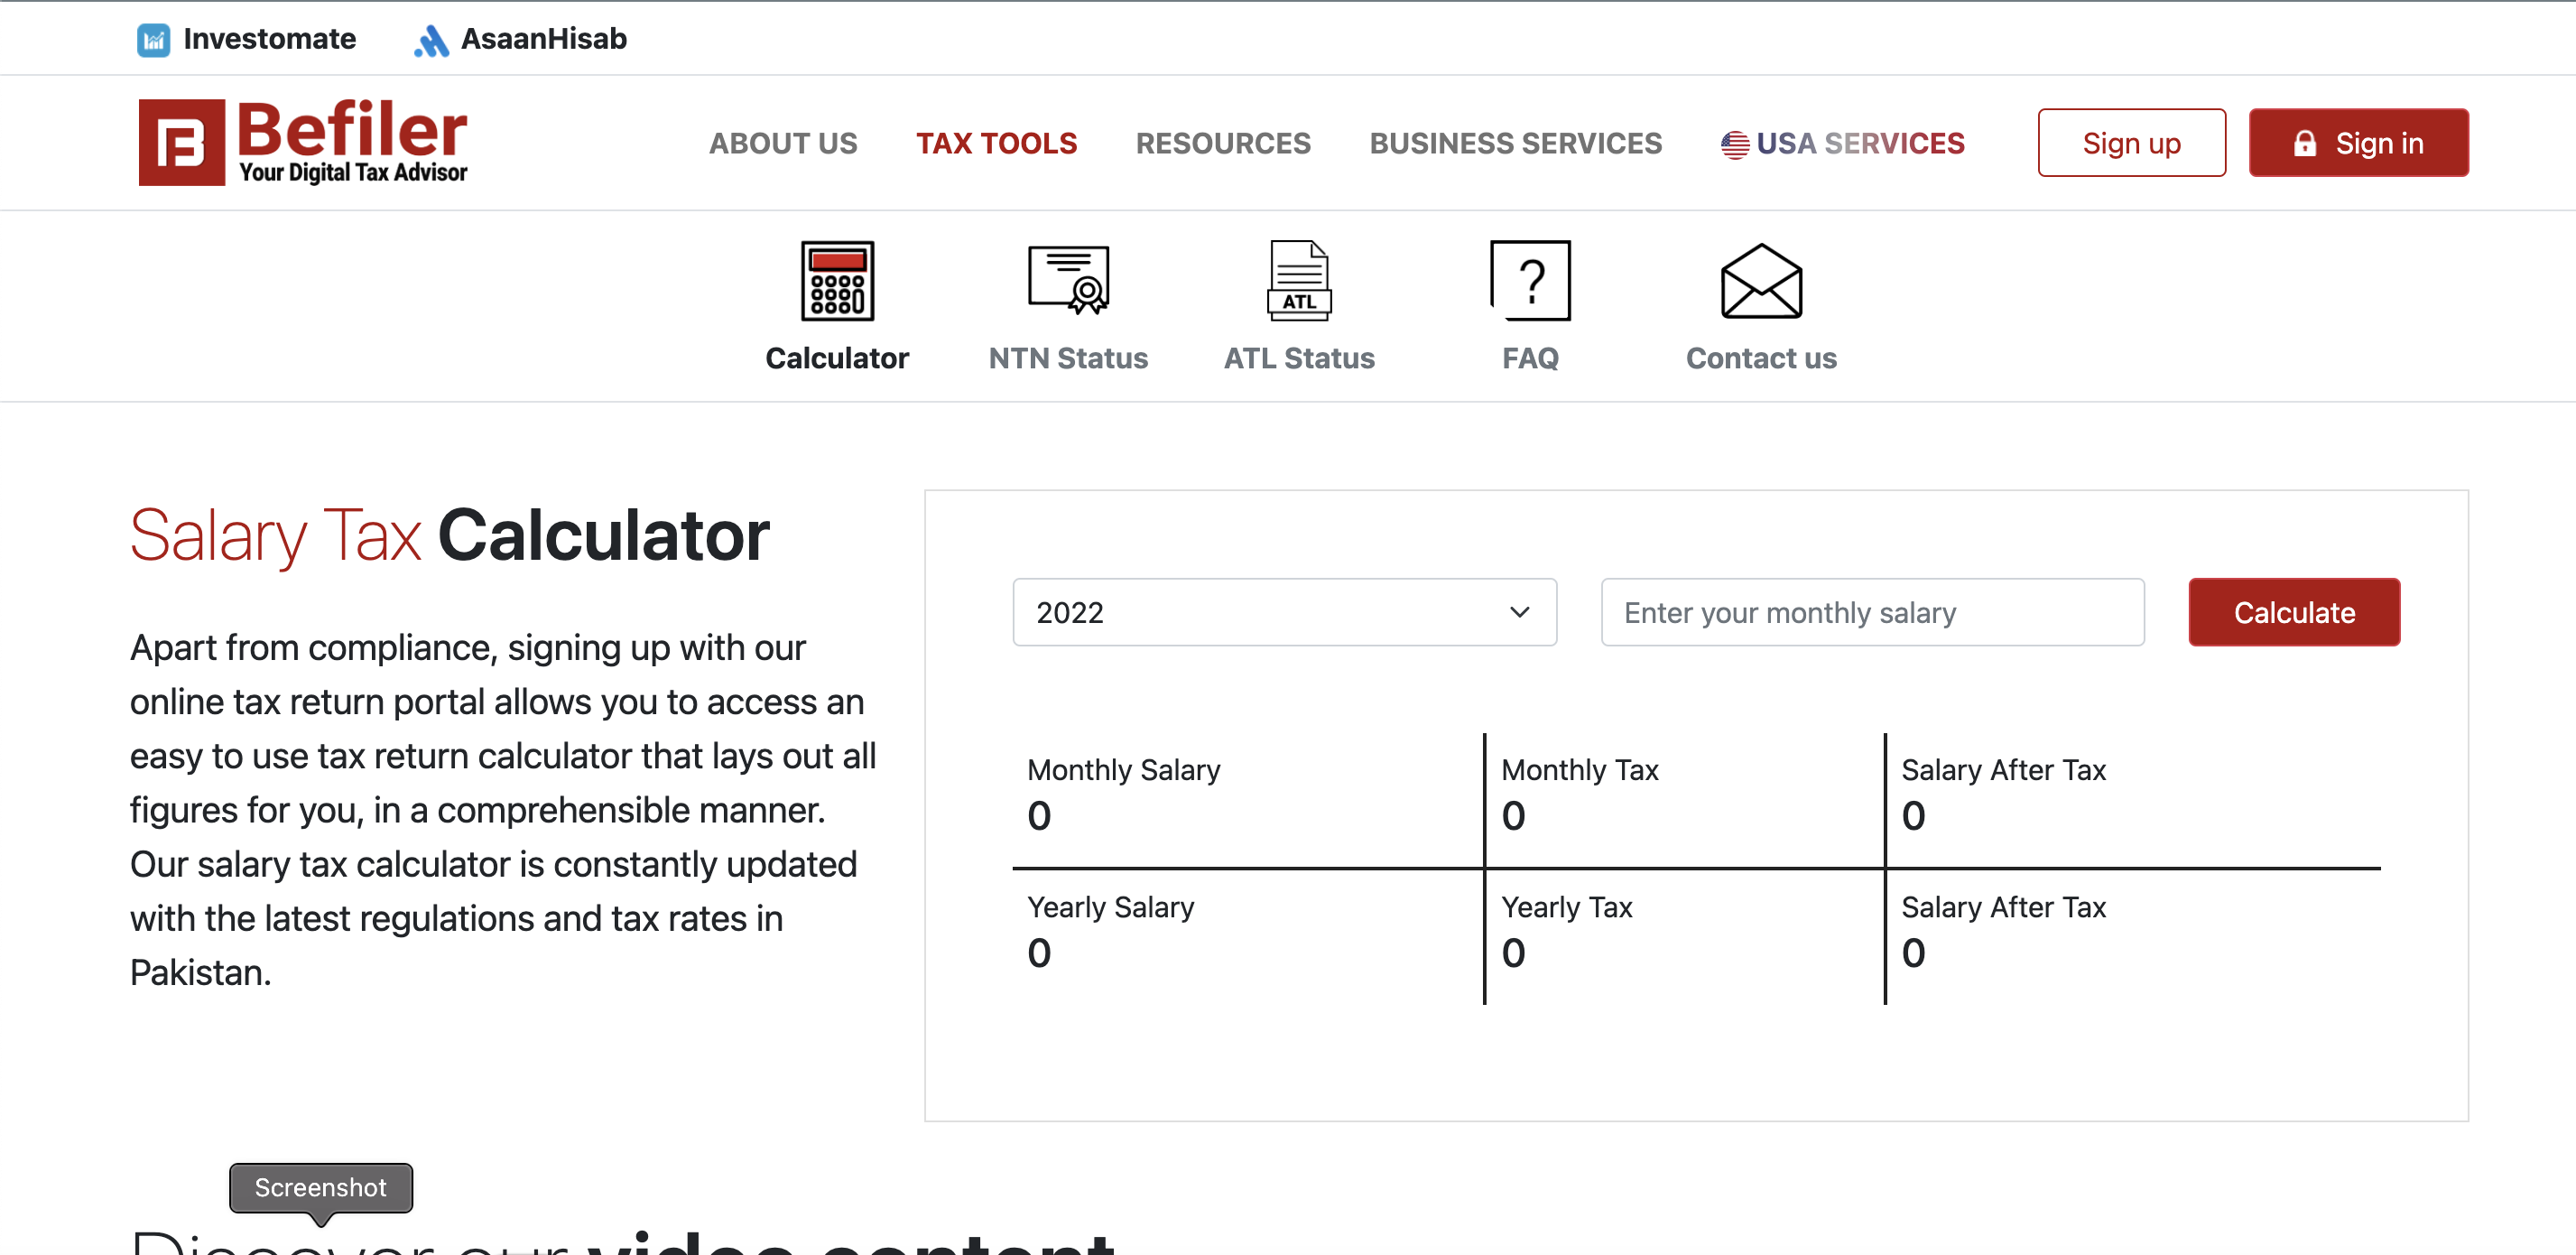 Investomate AsaanHisab
Befiler
Your Digital Tax Advisor
ABOUT US TAX TOOLS RESOURCES BUSINESS SERVICES USA SERVICES Sign up Sign in
ATL
?
Calculator NTN Status ATL Status FAQ Contact us
Salary Tax Calculator
Apart from compliance, signing up with our
online tax return portal allows you to access an
easy to use tax return calculator that lays out all
figures for you, in a comprehensible manner.
Our salary tax calculator is constantly updated
with the latest regulations and tax rates in
Pakistan.
2022 Enter your monthly salary Calculate
Monthly Salary Monthly Tax Salary After Tax
0 0 0
Yearly Salary Yearly Tax Salary After Tax
0 0 0
Screenshot
Discover our video content